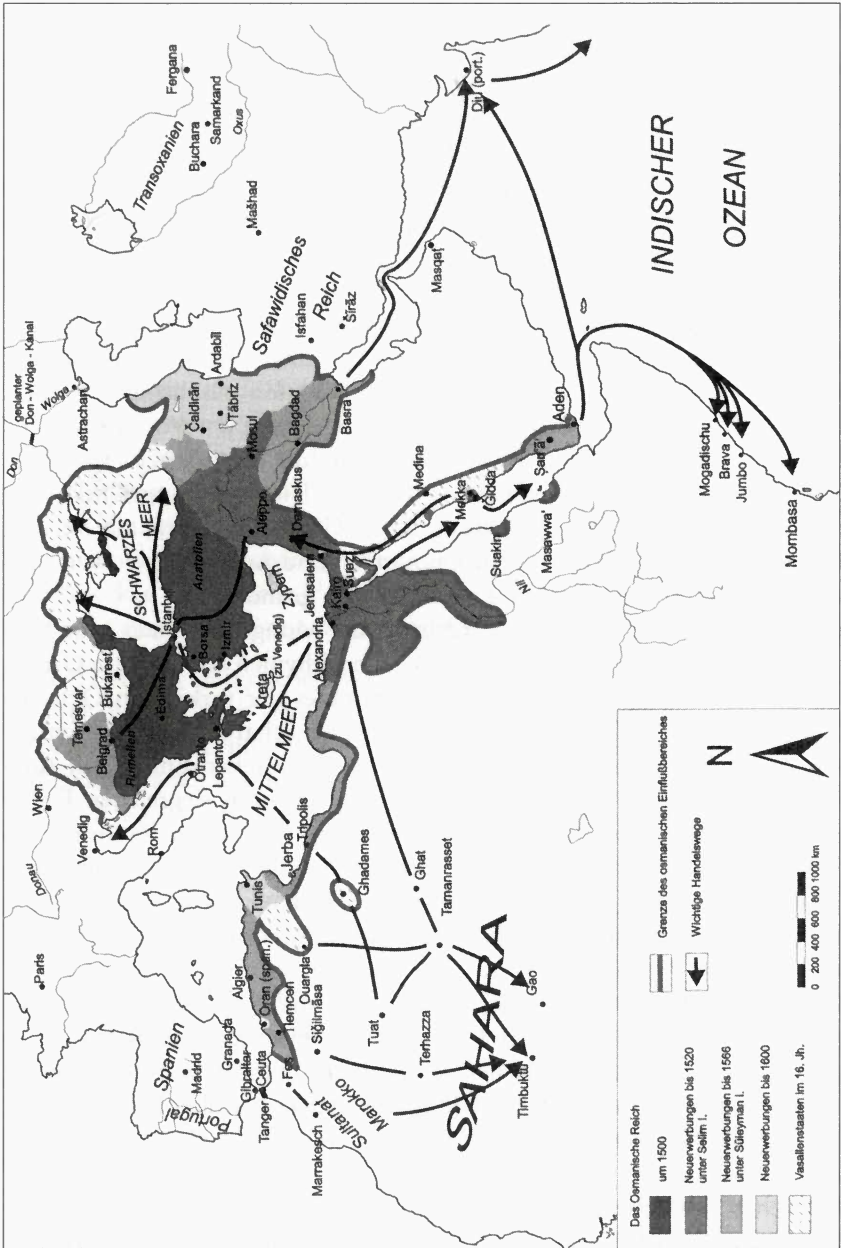 Paris
Wien
Donau
Venedig
Rom
Otranto
Lepanto
Belgrad
Temesvar
Bukarest
Rumelien
Edirna
Istanbul
Borsa
Izmir
Anatolien
SCHWARZES
MEER
Don
geplanter
Don - Wolga - Kanal
Wolga
Astrachan
Čaldirān
Täbriz
Ardabīl
Mosul
Bagdad
Basra
Aleppo
Damaskus
Zypern
Jerusalem
Kairo
Suez
Alexandria
Kreta
(zu Venedig)
MITTELMEER
Safawidisches
Reich
Isfahan
Šīrāz
Mašhad
Transoxanien
Buchara
Samarkand
Oxus
Fergana
Diu (port.)
Masqaṭ
INDISCHER
OZEAN
Medina
Mekka
Ǧidda
Ṣanʿāʾ
Aden
Suakin
Masawwaʿ
Nil
Mogadischu
Brava
Jumbo
Mombasa
Portugal
Spanien
Madrid
Granada
Gibraltar
Ceuta
Tanger
Fes
Marrakesch
Sultanat
Marokko
Algier
Oran (span.)
Tlemcen
Siǧilmāsa
Ouargla
Tunis
Jerba
Tripolis
Ghadames
Ghat
Tamanrasset
Tuat
Terhazza
SAHARA
Gao
Timbuktu
Das Osmanische Reich
um 1500
Neuerwerbungen bis 1520
unter Selim I.
Neuerwerbungen bis 1566
unter Süleyman I.
Neuerwerbungen bis 1600
Vasallenstaaten im 16. Jh.
Grenze des osmanischen Einflußbereiches
Wichtige Handelswege
N
0 200 400 600 800 1000 km